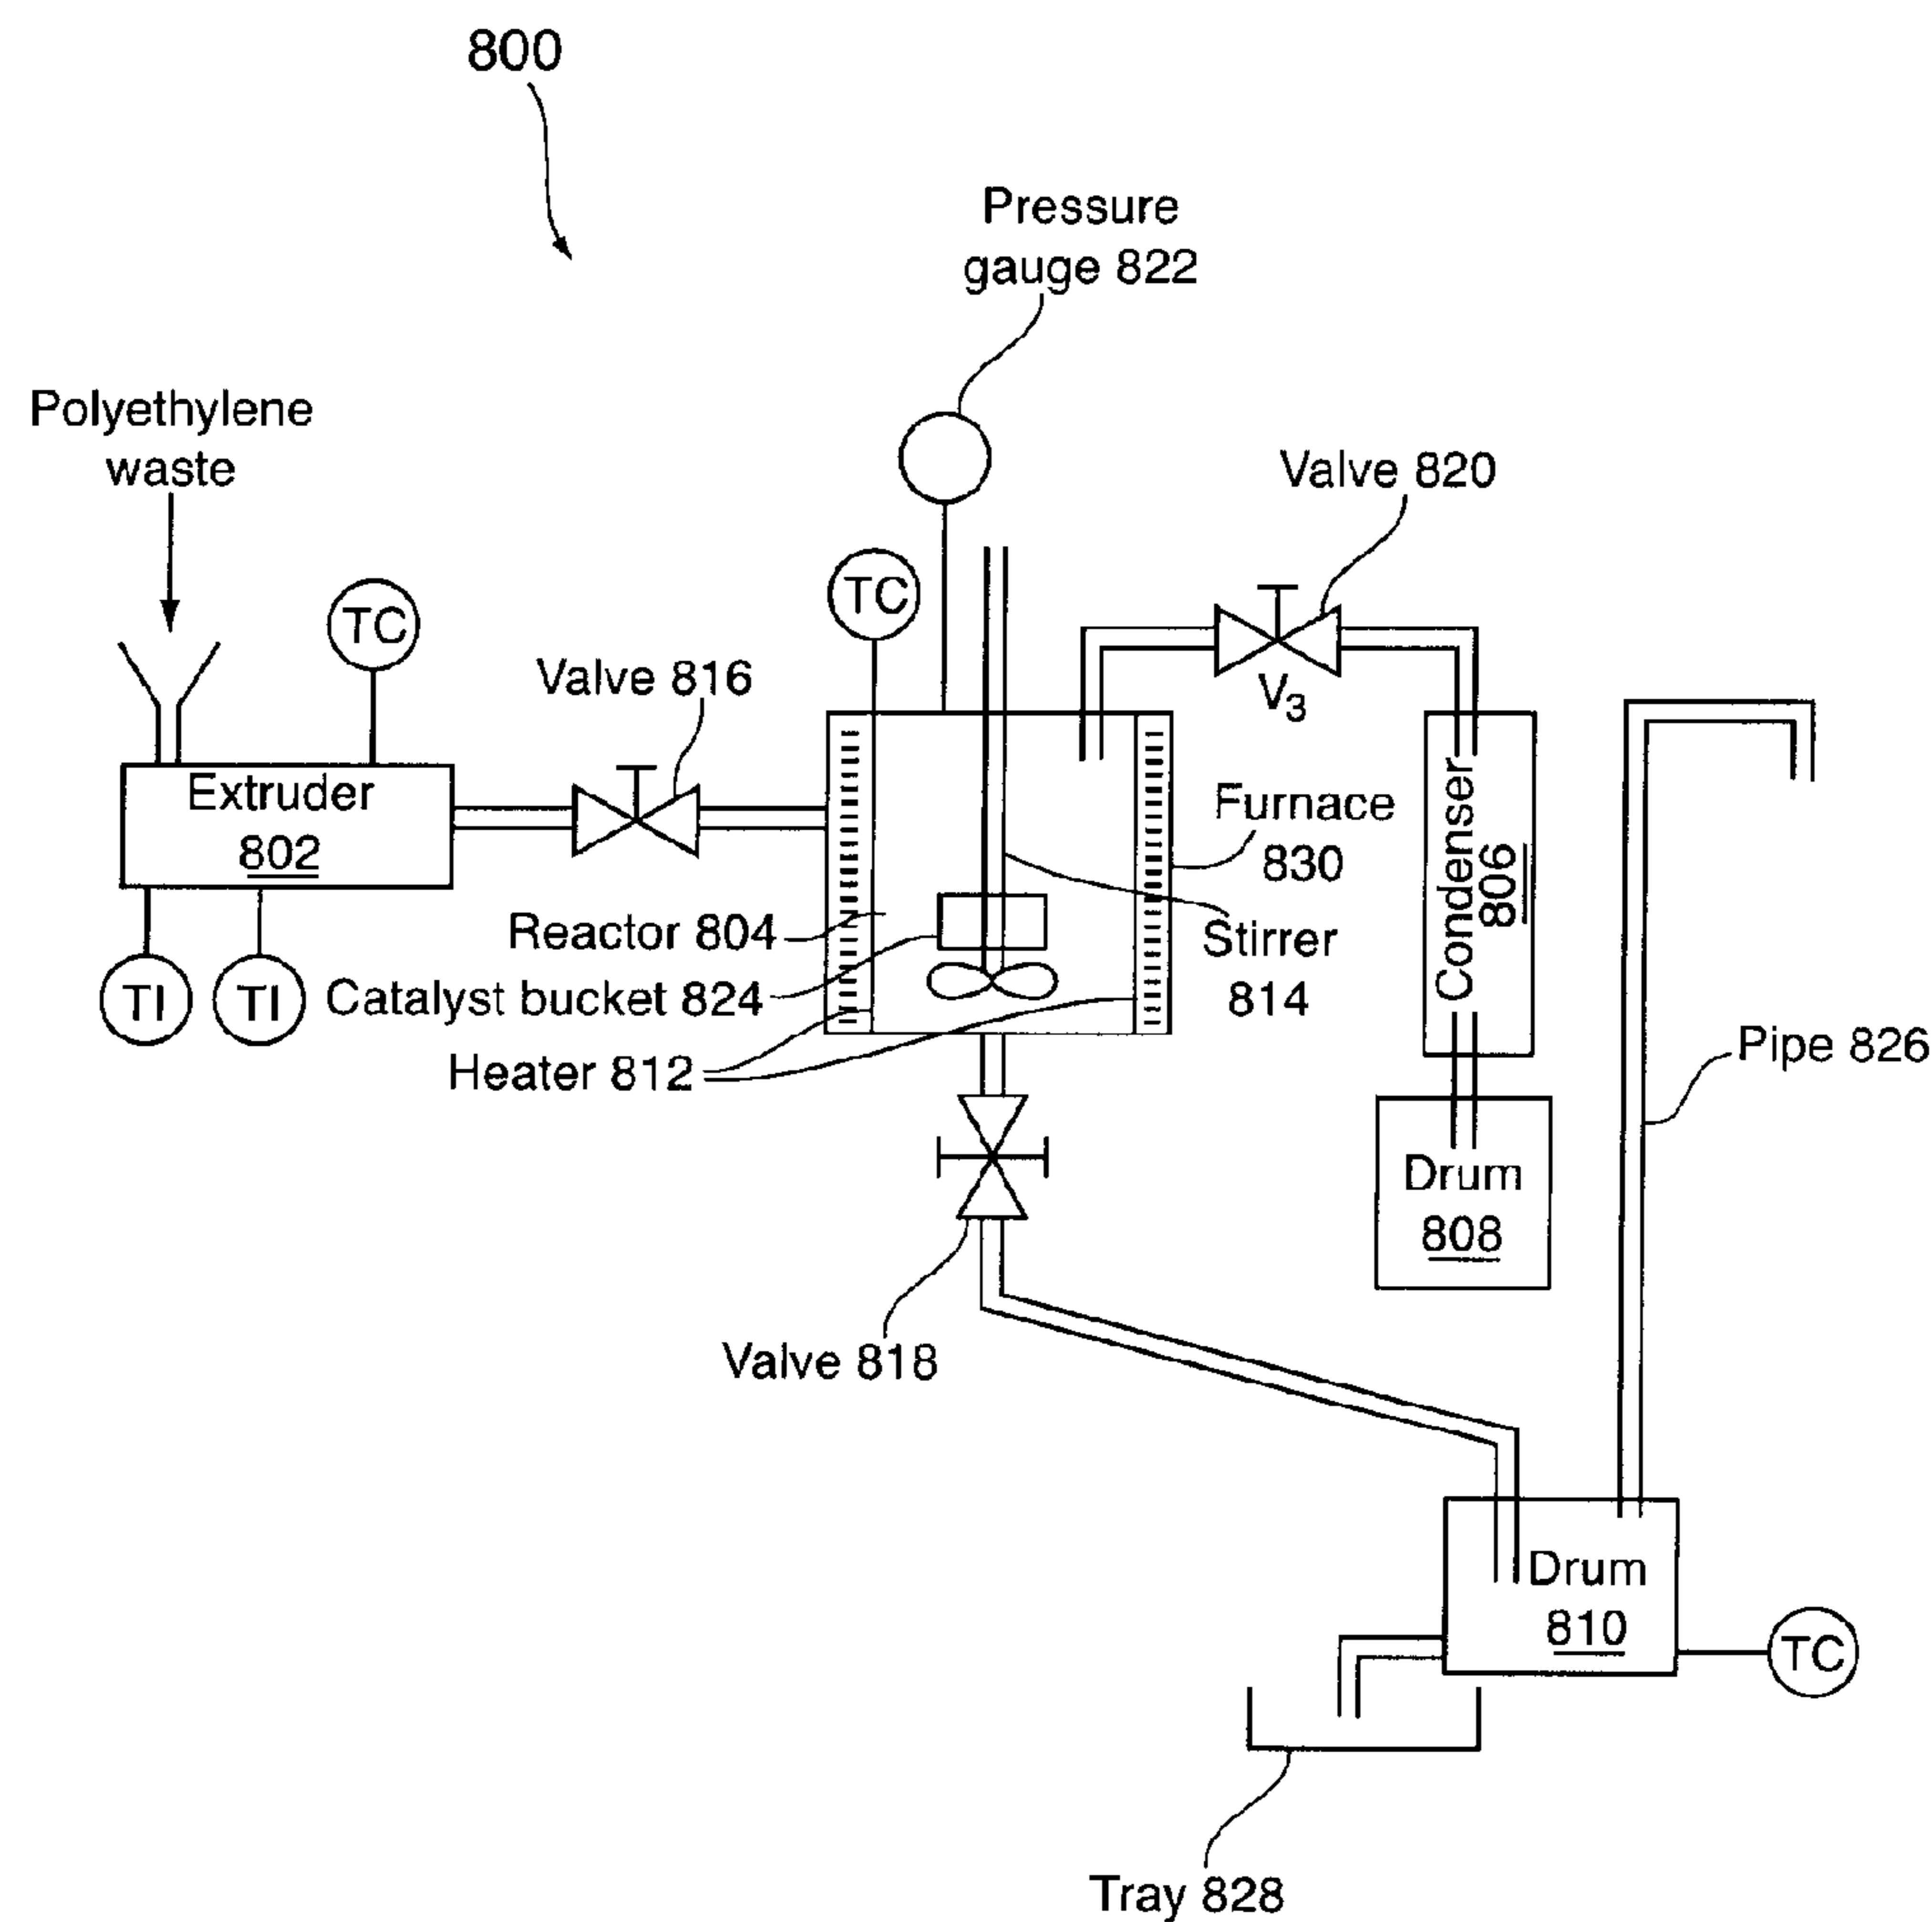 800
Pressure
gauge 822
Polyethylene
waste
Valve 820
TC
TC
Valve 816
V3
Extruder
802
Furnace
830
Condenser
806
Reactor 804
Stirrer
814
TI
TI
Catalyst bucket 824
Heater 812
Pipe 826
Drum
808
Valve 818
Drum
810
TC
Tray 828